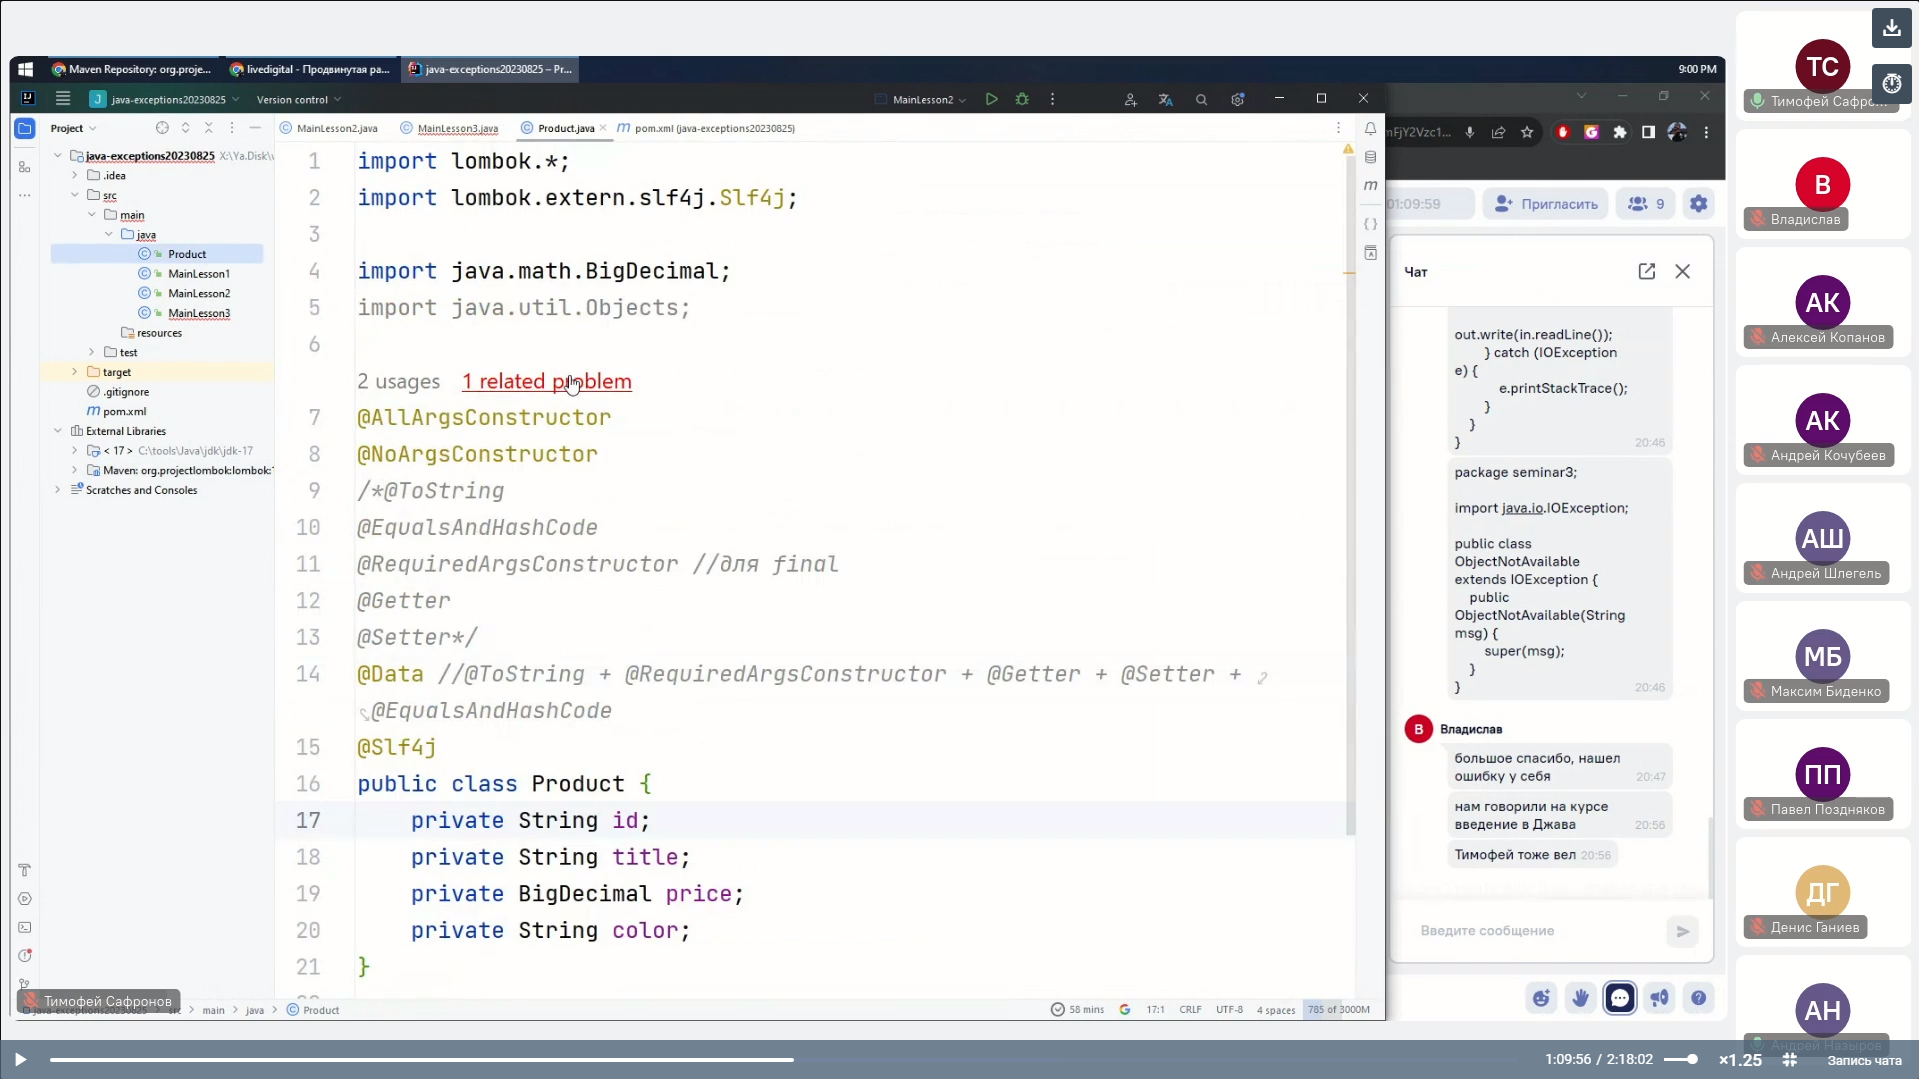 Maven Repository: org.proje...
livedigital - Продвинутая ра...
java-exceptions20230825 – Pr...
9:00 PM
J
java-exceptions20230825
Version control
MainLesson2
Project
MainLesson2.java
MainLesson3.java
Product.java
pom.xml (java-exceptions20230825)
java-exceptions20230825 X:\Ya.Disk\
.idea
src
main
java
Product
MainLesson1
MainLesson2
MainLesson3
resources
test
target
.gitignore
pom.xml
External Libraries
< 17 > C:\tools\Java\jdk\jdk-17
Maven: org.projectlombok:lombok:
Scratches and Consoles
1 import lombok.*;
2 import lombok.extern.slf4j.Slf4j;
3
4 import java.math.BigDecimal;
5 import java.util.Objects;
6
2 usages 1 related problem
7 @AllArgsConstructor
8 @NoArgsConstructor
9 /*@ToString
10 @EqualsAndHashCode
11 @RequiredArgsConstructor //для final
12 @Getter
13 @Setter*/
14 @Data //@ToString + @RequiredArgsConstructor + @Getter + @Setter +
@EqualsAndHashCode
15 @Slf4j
16 public class Product {
17 private String id;
18 private String title;
19 private BigDecimal price;
20 private String color;
21 }
Тимофей Сафронов
java-exceptions20230825 > src > main > java > Product
58 mins
17:1
CRLF
UTF-8
4 spaces
785 of 3000M
mFjY2Vzc1...
01:09:59
Пригласить
9
Чат
out.write(in.readLine());
} catch (IOException
e) {
e.printStackTrace();
}
}
}
20:46
package seminar3;
import java.io.IOException;
public class
ObjectNotAvailable
extends IOException {
public
ObjectNotAvailable(String
msg) {
super(msg);
}
}
20:46
В
Владислав
большое спасибо, нашел
ошибку у себя
20:47
нам говорили на курсе
введение в Джава
20:56
Тимофей тоже вел 20:56
Введите сообщение
ТС
Тимофей Сафро...
В
Владислав
АК
Алексей Копанов
АК
Андрей Кочубеев
АШ
Андрей Шлегель
МБ
Максим Биденко
ПП
Павел Поздняков
ДГ
Денис Ганиев
АН
Андрей Назыров
1:09:56 / 2:18:02
×1.25
Запись чата